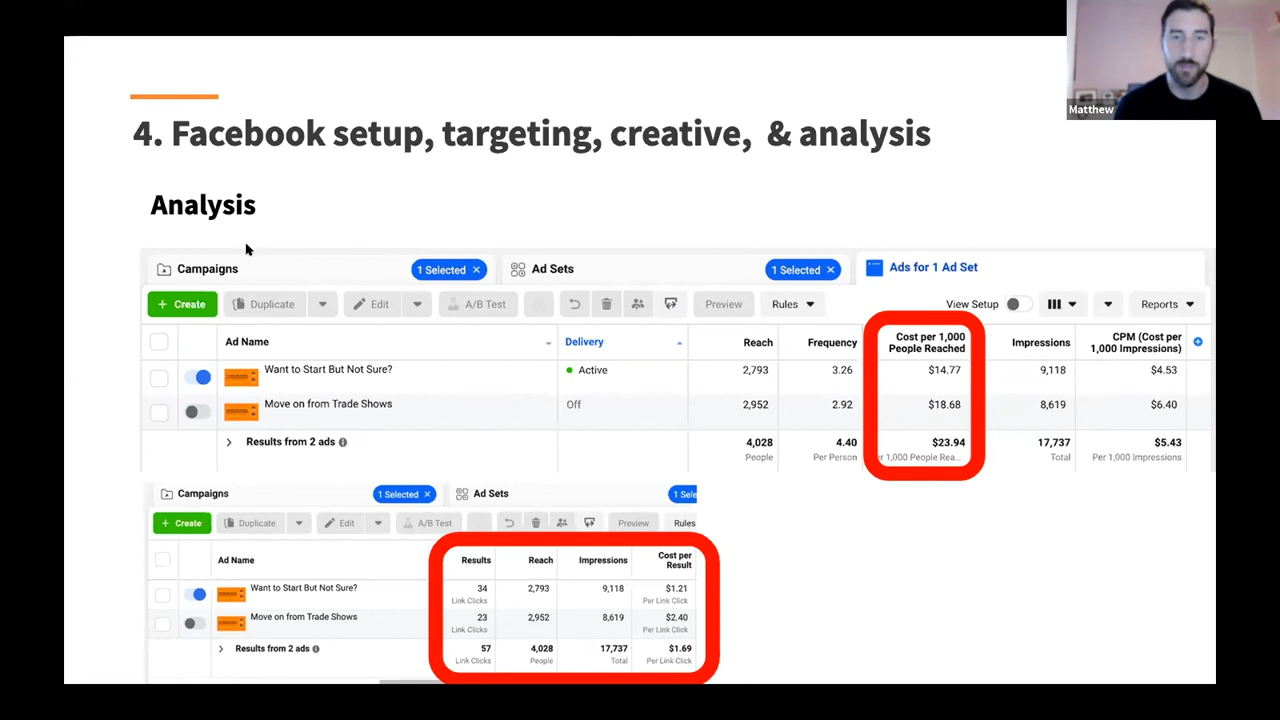 Matthew
4. Facebook setup, targeting, creative, & analysis
Analysis
Campaigns 1 Selected × Ad Sets 1 Selected × Ads for 1 Ad Set
+ Create Duplicate Edit A/B Test Preview Rules View Setup Reports
Ad Name Delivery Reach Frequency Cost per 1,000 People Reached Impressions CPM (Cost per 1,000 Impressions)
Want to Start But Not Sure? Active 2,793 3.26 $14.77 9,118 $4.53
Move on from Trade Shows Off 2,952 2.92 $18.68 8,619 $6.40
Results from 2 ads 4,028 4.40 $23.94 17,737 $5.43
People Per Person r 1,000 People Rea... Total Per 1,000 Impressions
Campaigns 1 Selected × Ad Sets 1 Sele
+ Create Duplicate Edit A/B Test Preview Rules
Ad Name Results Reach Impressions Cost per Result
Want to Start But Not Sure? 34 2,793 9,118 $1.21
Link Clicks Per Link Click
Move on from Trade Shows 23 2,952 8,619 $2.40
Link Clicks Per Link Click
Results from 2 ads 57 4,028 17,737 $1.69
Link Clicks People Total Per Link Click